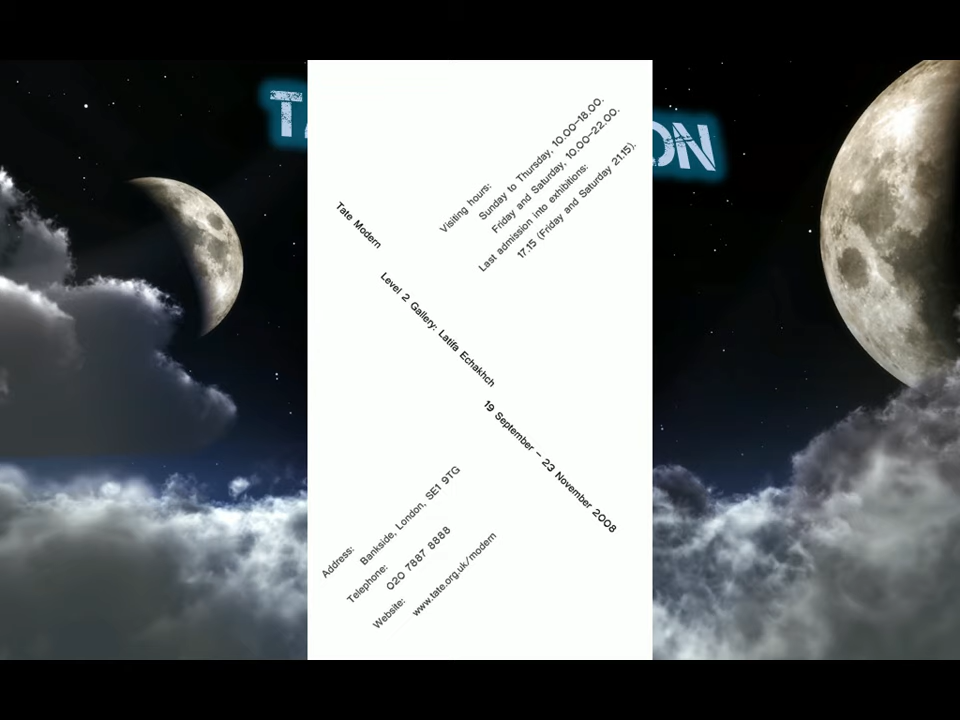 Visiting hours:
Sunday to Thursday, 10.00–18.00.
Friday and Saturday, 10.00–22.00.
Last admission into exhibitions:
17.15 (Friday and Saturday 21.15).
Tate Modern
Level 2 Gallery: Latifa Echakhch
19 September – 23 November 2008
Address:
Bankside, London, SE1 9TG
Telephone:
020 7887 8888
Website:
www.tate.org.uk/modern